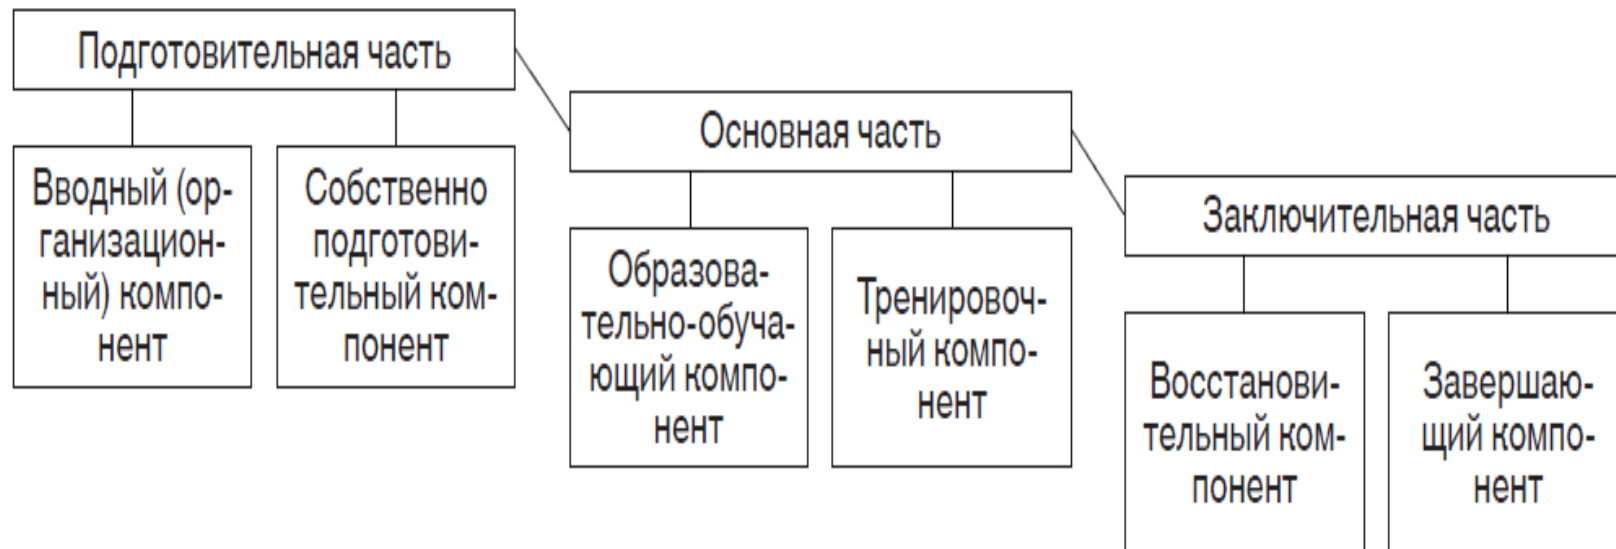 Подготовительная часть
Вводный (ор-
ганизацион-
ный) компо-
нент
Собственно
подготови-
тельный ком-
понент
Основная часть
Образова-
тельно-обуча-
ющий компо-
нент
Тренировоч-
ный компо-
нент
Заключительная часть
Восстанови-
тельный ком-
понент
Завершаю-
щий компо-
нент